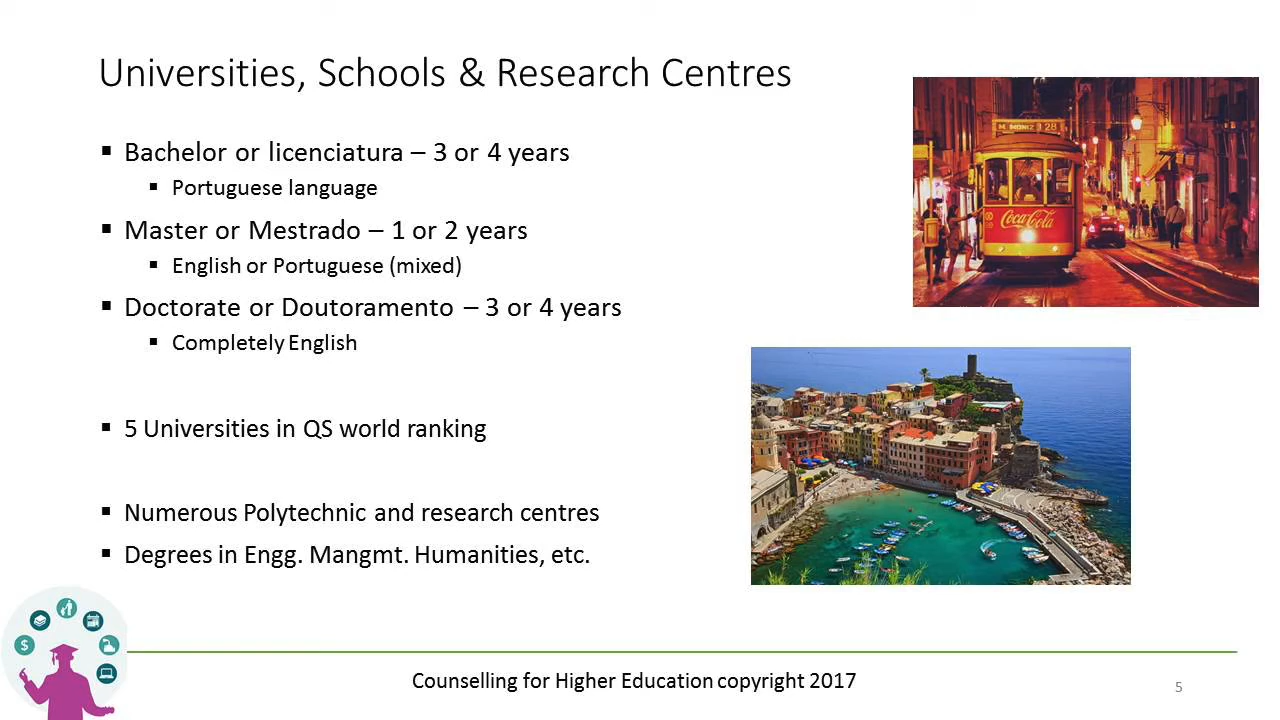 Universities, Schools & Research Centres
▪ Bachelor or licenciatura – 3 or 4 years
▪ Portuguese language
▪ Master or Mestrado – 1 or 2 years
▪ English or Portuguese (mixed)
▪ Doctorate or Doutoramento – 3 or 4 years
▪ Completely English
▪ 5 Universities in QS world ranking
▪ Numerous Polytechnic and research centres
▪ Degrees in Engg. Mangmt. Humanities, etc.
M. MONIZ 28
Coca-Cola
$
Counselling for Higher Education copyright 2017
5